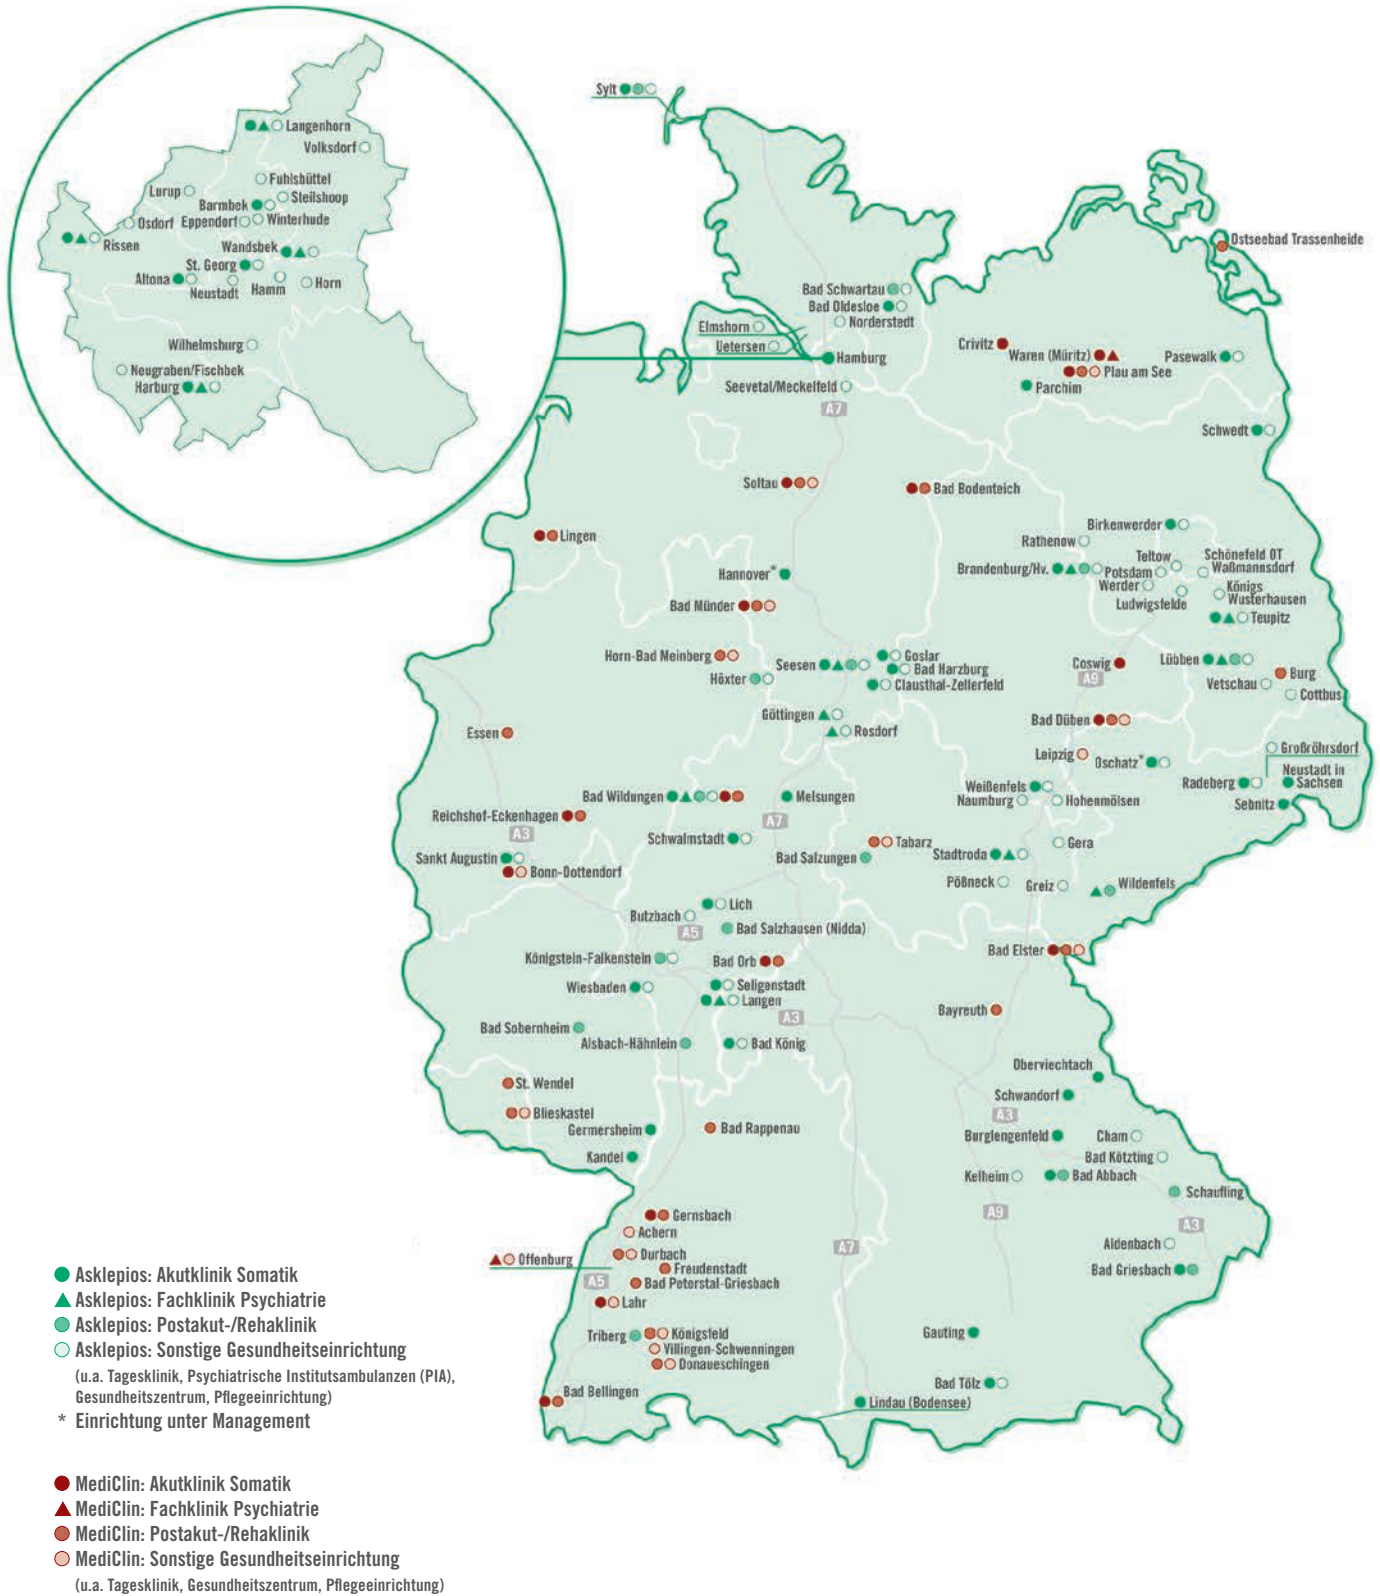 Sylt
Langenhorn
Volksdorf
Fuhlsbüttel
Lurup
Steilshoop
Barmbek
Osdorf
Eppendorf
Winterhude
Rissen
Wandsbek
St. Georg
Altona
Neustadt
Hamm
Horn
Wilhelmsburg
Neugraben/Fischbek
Harburg
Ostseebad Trassenheide
Bad Schwartau
Bad Oldesloe
Norderstedt
Elmshorn
Uetersen
Hamburg
Seevetal/Meckelfeld
A7
Crivitz
Waren (Müritz)
Plau am See
Parchim
Pasewalk
Schwedt
Soltau
Bad Bodenteich
Lingen
Birkenwerder
Rathenow
Teltow
Schönefeld OT
Waßmannsdorf
Brandenburg/Hv.
Potsdam
Werder
Königs
Wusterhausen
Ludwigsfelde
Teupitz
Hannover*
Bad Münder
Horn-Bad Meinberg
Höxter
Seesen
Goslar
Bad Harzburg
Clausthal-Zellerfeld
Coswig
A9
Lübben
Burg
Vetschau
Cottbus
Göttingen
Rosdorf
Bad Düben
Essen
Leipzig
Oschatz*
Großröhrsdorf
Radeberg
Neustadt in
Sachsen
Sebnitz
Weißenfels
Naumburg
Hohenmölsen
Bad Wildungen
Melsungen
Reichshof-Eckenhagen
A3
A7
Schwalmstadt
Tabarz
Bad Salzungen
Stadtroda
Gera
Sankt Augustin
Bonn-Dottendorf
Pößneck
Greiz
Wildenfels
Lich
Butzbach
A5
Bad Salzhausen (Nidda)
Königstein-Falkenstein
Bad Orb
Bad Elster
Wiesbaden
Seligenstadt
Langen
A3
Bayreuth
Bad Sobernheim
Alsbach-Hähnlein
Bad König
Oberviechtach
Schwandorf
A3
St. Wendel
Blieskastel
Germersheim
Bad Rappenau
Kandel
Burglengenfeld
Cham
Bad Kötzting
Kelheim
Bad Abbach
Schaufling
A9
A3
Gernsbach
Achern
Offenburg
Durbach
Freudenstadt
A5
Bad Peterstal-Griesbach
Lahr
A7
Aldenbach
Bad Griesbach
Triberg
Königsfeld
Villingen-Schwenningen
Donaueschingen
Gauting
Bad Tölz
Bad Bellingen
Lindau (Bodensee)
Asklepios: Akutklinik Somatik
Asklepios: Fachklinik Psychiatrie
Asklepios: Postakut-/Rehaklinik
Asklepios: Sonstige Gesundheitseinrichtung
(u.a. Tagesklinik, Psychiatrische Institutsambulanzen (PIA),
Gesundheitszentrum, Pflegeeinrichtung)
* Einrichtung unter Management
MediClin: Akutklinik Somatik
MediClin: Fachklinik Psychiatrie
MediClin: Postakut-/Rehaklinik
MediClin: Sonstige Gesundheitseinrichtung
(u.a. Tagesklinik, Gesundheitszentrum, Pflegeeinrichtung)